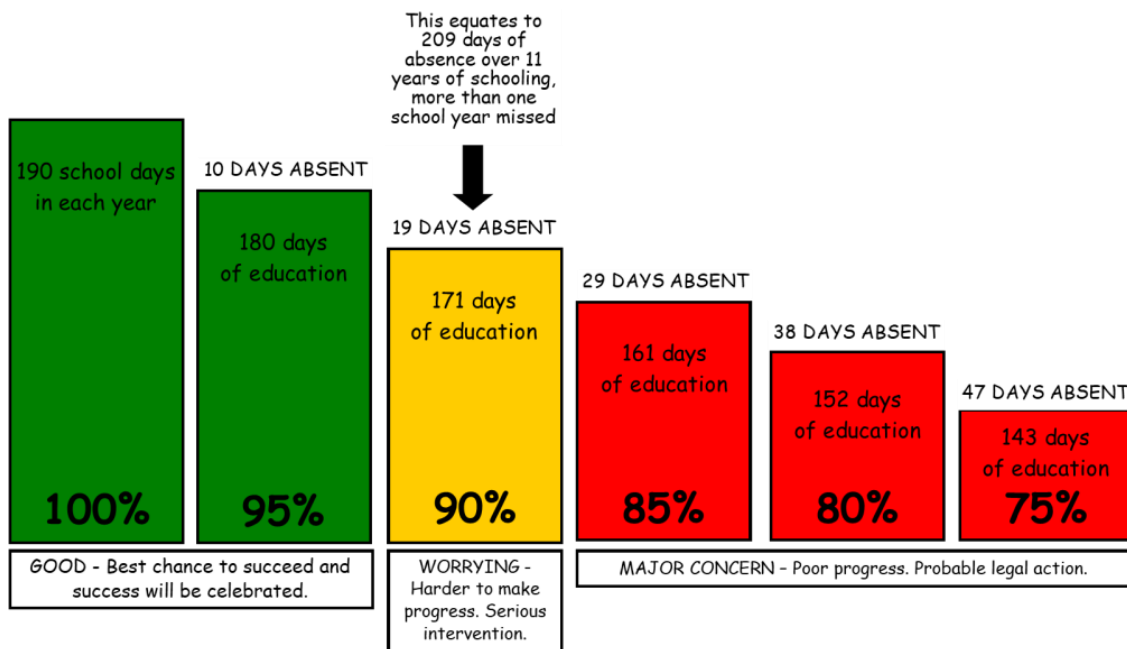 This equates to
209 days of
absence over 11
years of schooling,
more than one
school year missed
190 school days
in each year
100%
10 DAYS ABSENT
180 days
of education
95%
19 DAYS ABSENT
171 days
of education
90%
29 DAYS ABSENT
161 days
of education
85%
38 DAYS ABSENT
152 days
of education
80%
47 DAYS ABSENT
143 days
of education
75%
GOOD - Best chance to succeed and
success will be celebrated.
WORRYING -
Harder to make
progress. Serious
intervention.
MAJOR CONCERN – Poor progress. Probable legal action.